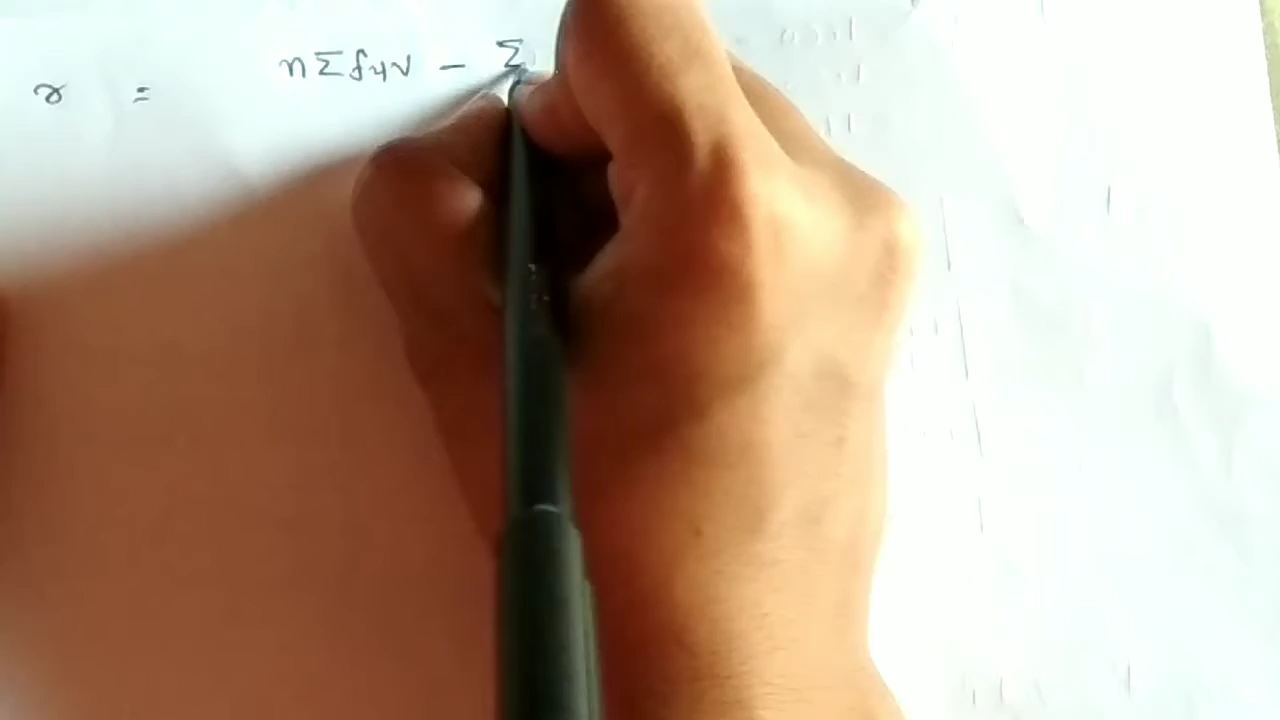 r = nΣfuv - Σ